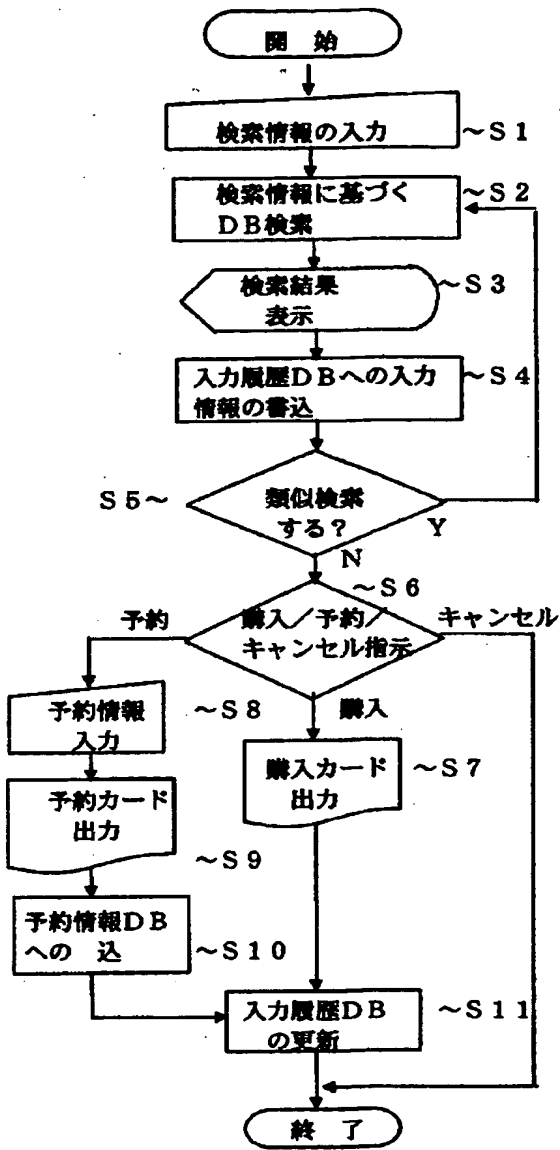 開 始
検索情報の入力
~S1
検索情報に基づく
DB検索
~S2
検索結果
表示
~S3
入力履歴DBへの入力
情報の書込
~S4
S5~
類似検索
する?
Y
N
~S6
予約
購入/予約/
キャンセル指示
キャンセル
予約情報
入力
~S8
購入
購入カード
出力
~S7
予約カード
出力
~S9
予約情報DB
への 込
~S10
入力履歴DB
の更新
~S11
終 了